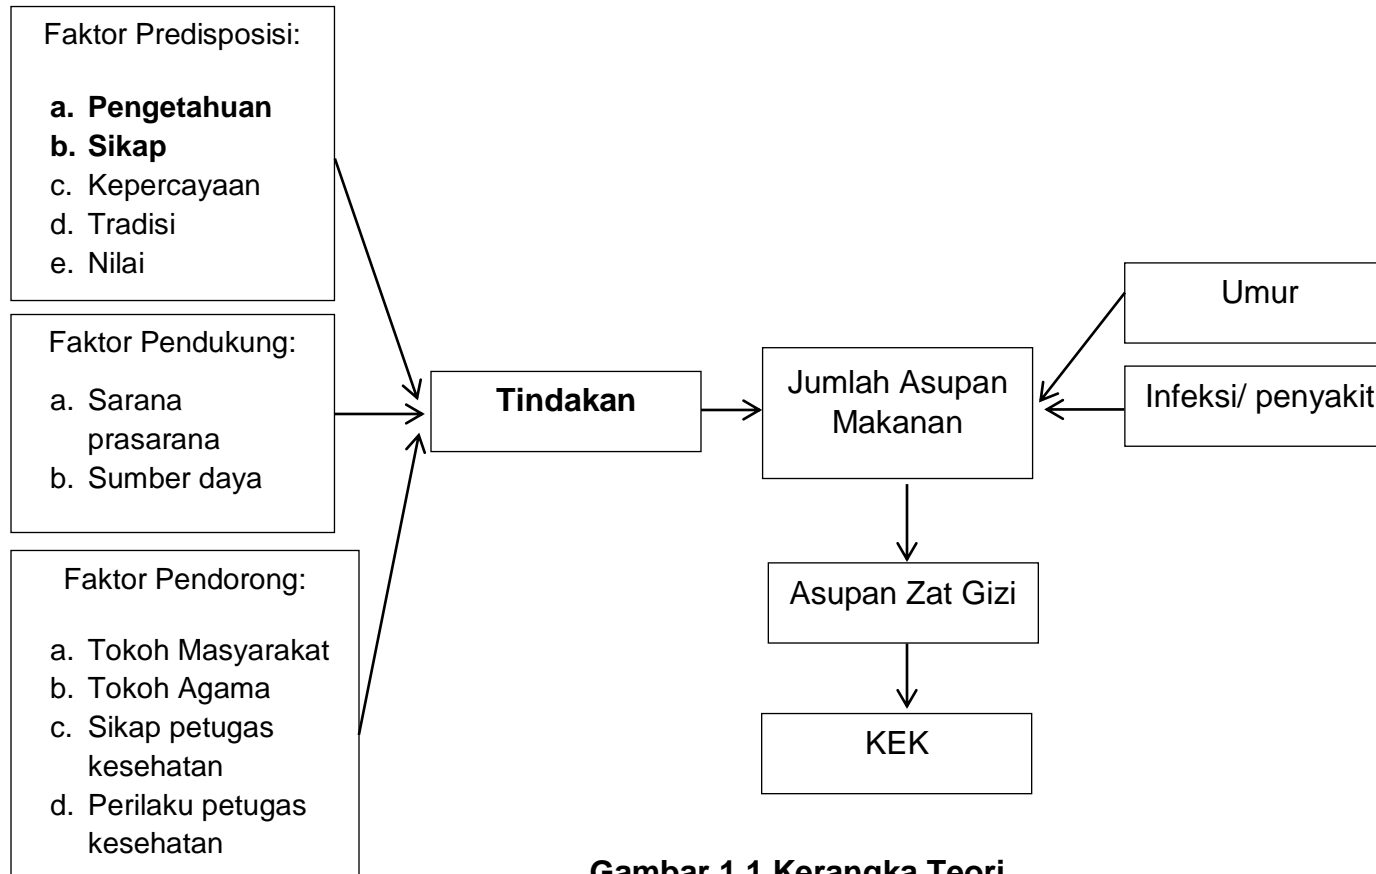 Faktor Predisposisi:
a. Pengetahuan
b. Sikap
c. Kepercayaan
d. Tradisi
e. Nilai
Faktor Pendukung:
a. Sarana
prasarana
b. Sumber daya
Faktor Pendorong:
a. Tokoh Masyarakat
b. Tokoh Agama
c. Sikap petugas
kesehatan
d. Perilaku petugas
kesehatan
Tindakan
Jumlah Asupan
Makanan
Umur
Infeksi/ penyakit
Asupan Zat Gizi
KEK
Gambar 1.1 Kerangka Teori